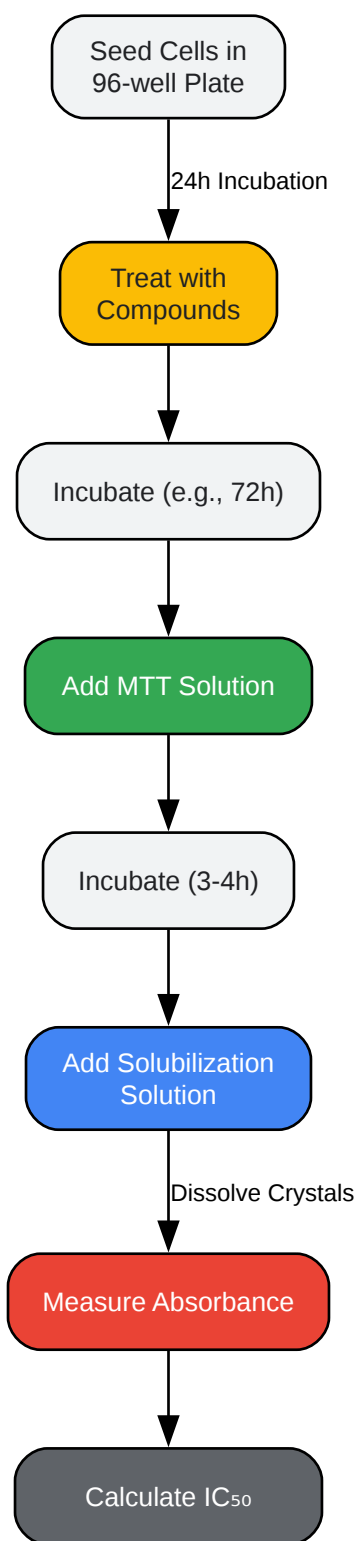 Seed Cells in
96-well Plate
24h Incubation
Treat with
Compounds
Incubate (e.g., 72h)
Add MTT Solution
Incubate (3-4h)
Add Solubilization
Solution
Dissolve Crystals
Measure Absorbance
Calculate IC₅₀